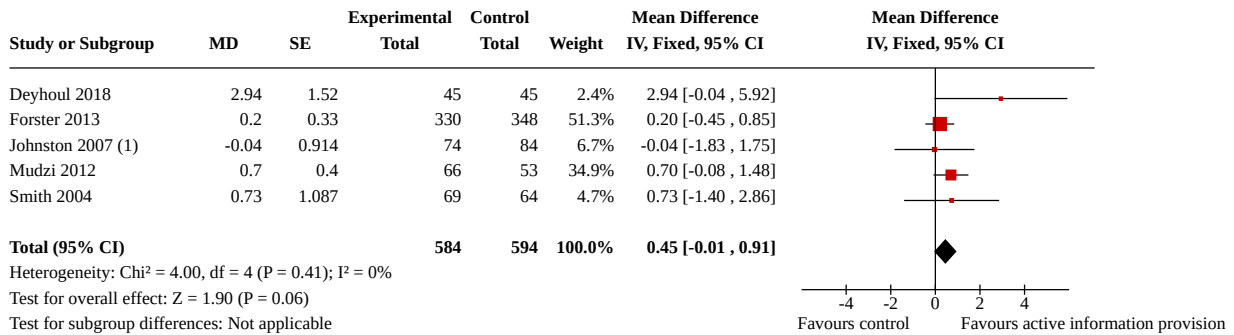 Experimental Control Mean Difference Mean Difference
Study or Subgroup MD SE Total Total Weight IV, Fixed, 95% CI IV, Fixed, 95% CI
Deyhoul 2018 2.94 1.52 45 45 2.4% 2.94 [-0.04 , 5.92]
Forster 2013 0.2 0.33 330 348 51.3% 0.20 [-0.45 , 0.85]
Johnston 2007 (1) -0.04 0.914 74 84 6.7% -0.04 [-1.83 , 1.75]
Mudzi 2012 0.7 0.4 66 53 34.9% 0.70 [-0.08 , 1.48]
Smith 2004 0.73 1.087 69 64 4.7% 0.73 [-1.40 , 2.86]
Total (95% CI) 584 594 100.0% 0.45 [-0.01 , 0.91]
Heterogeneity: Chi² = 4.00, df = 4 (P = 0.41); I² = 0%
Test for overall effect: Z = 1.90 (P = 0.06) -4 -2 0 2 4
Test for subgroup differences: Not applicable Favours control Favours active information provision